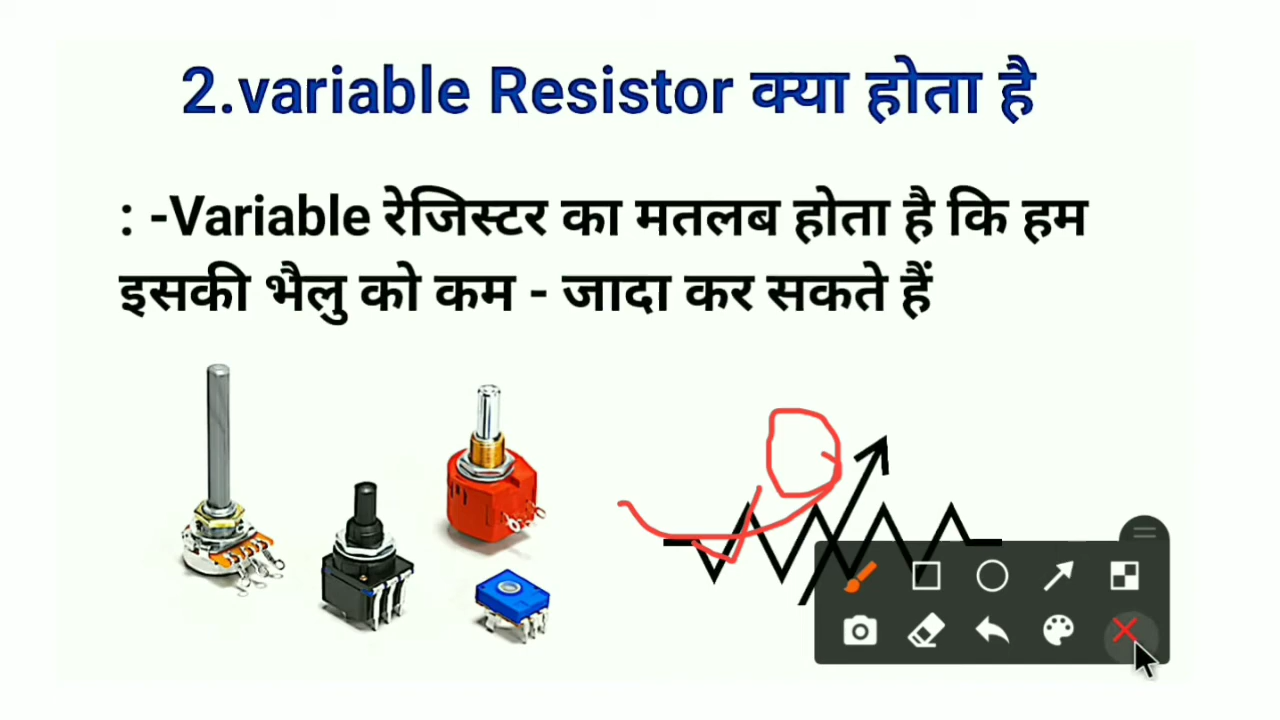 2.variable Resistor क्या होता है
: -Variable रेजिस्टर का मतलब होता है कि हम
इसकी भैलु को कम - जादा कर सकते हैं